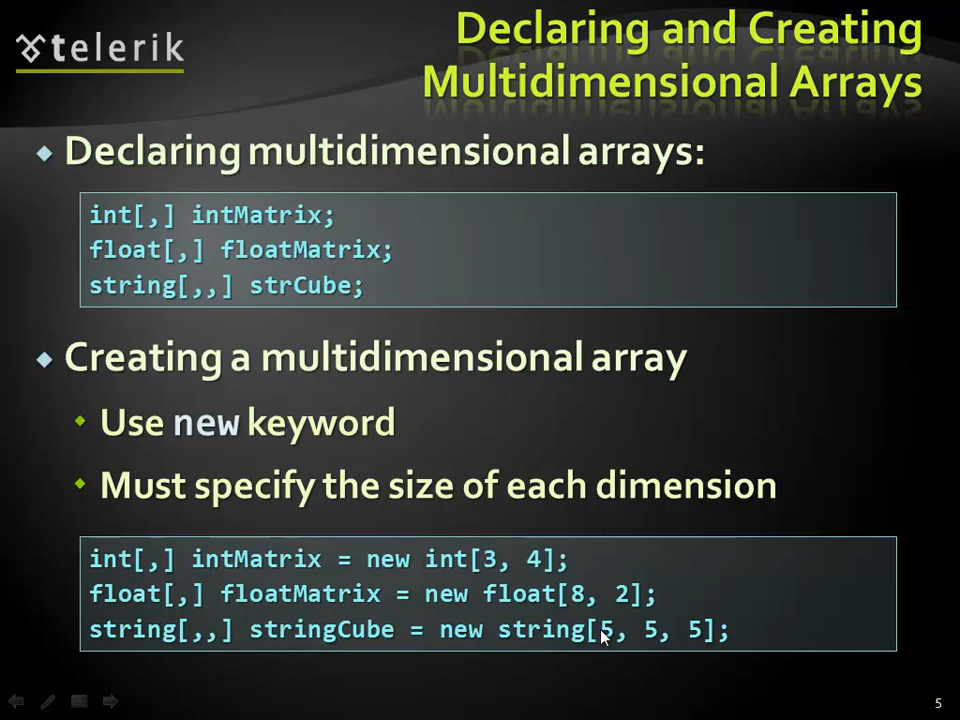 telerik
Declaring and Creating
Multidimensional Arrays
Declaring multidimensional arrays:
int[,] intMatrix;
float[,] floatMatrix;
string[,,] strCube;
Creating a multidimensional array
Use new keyword
Must specify the size of each dimension
int[,] intMatrix = new int[3, 4];
float[,] floatMatrix = new float[8, 2];
string[,,] stringCube = new string[5, 5, 5];
5